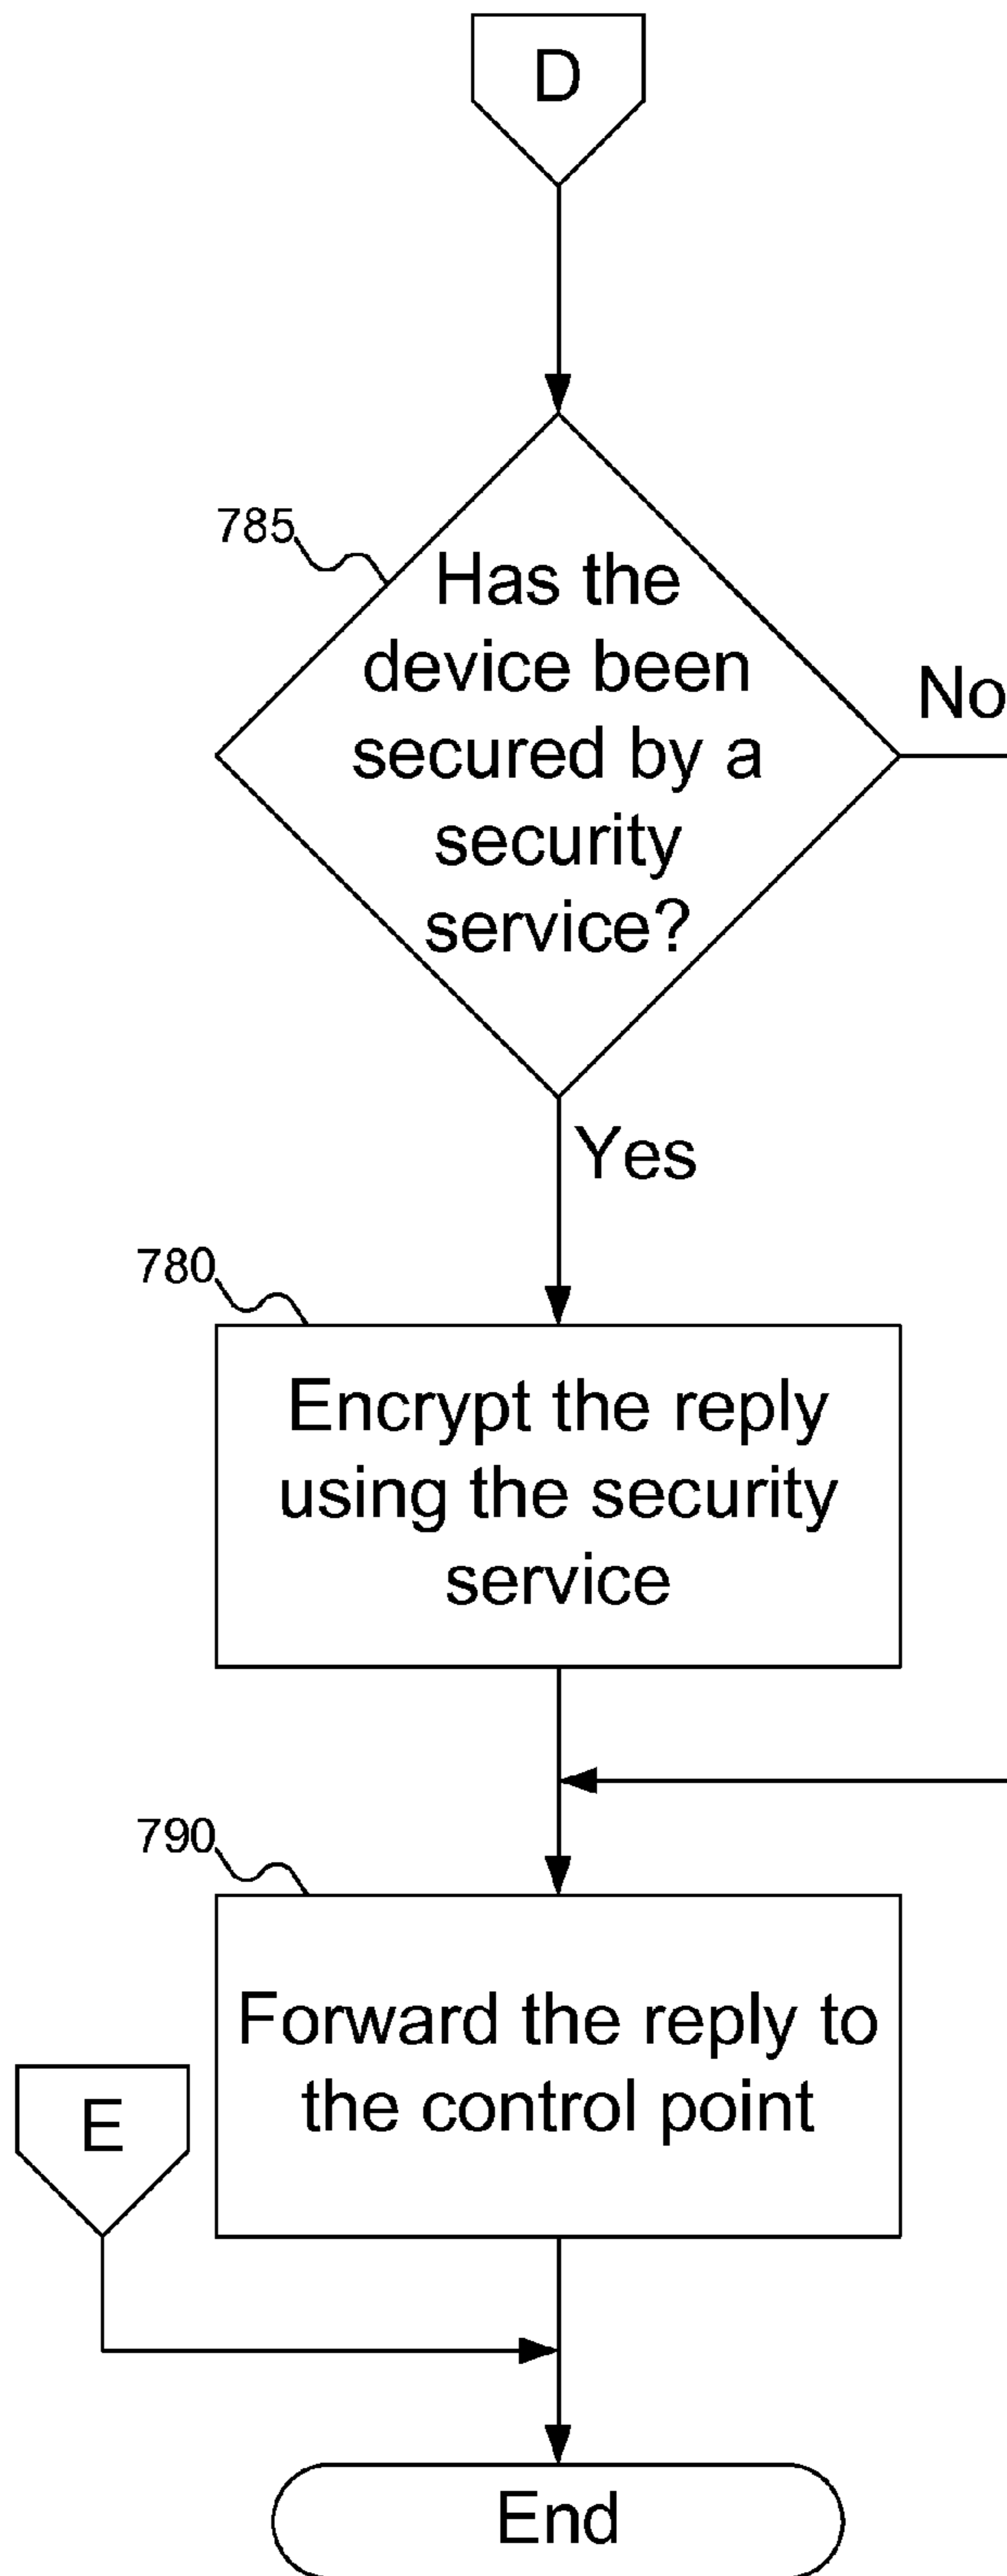 D
785
Has the
device been
secured by a
security
service?
No
Yes
780
Encrypt the reply
using the security
service
790
Forward the reply to
the control point
E
End